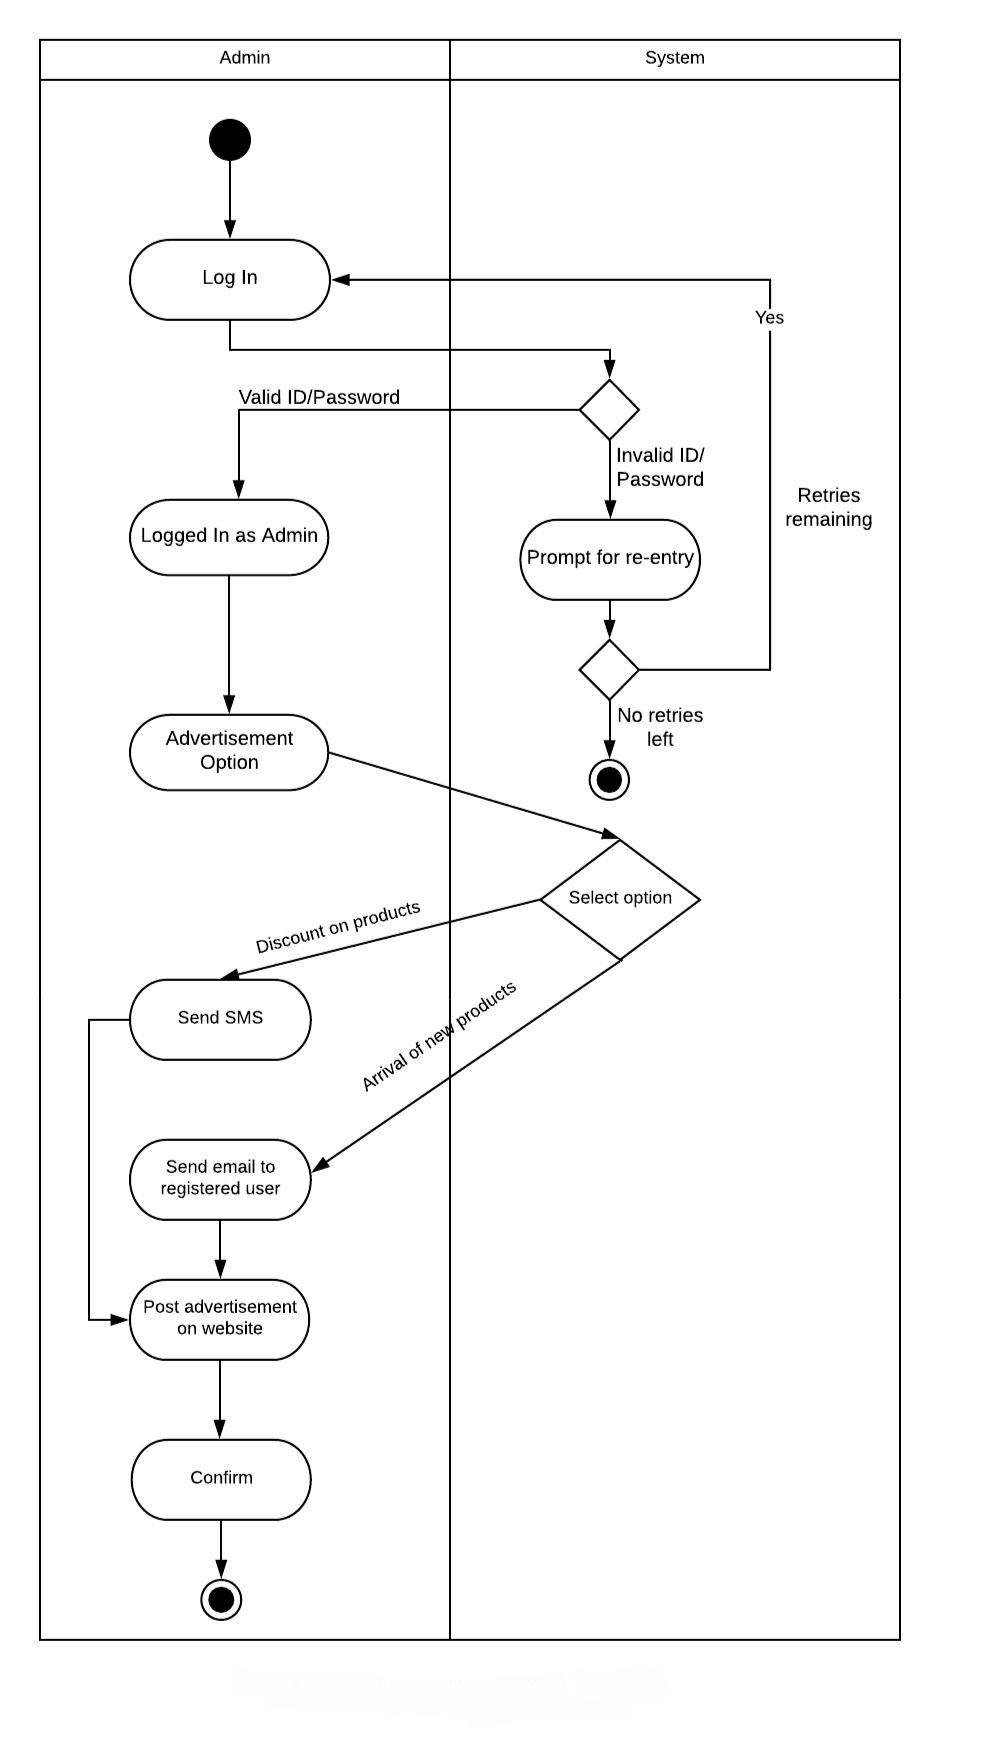 Admin
System
Log In
Yes
Valid ID/Password
Invalid ID/
Password
Retries
remaining
Logged In as Admin
Prompt for re-entry
No retries
left
Advertisement
Option
Select option
Discount on products
Arrival of new products
Send SMS
Send email to
registered user
Post advertisement
on website
Confirm